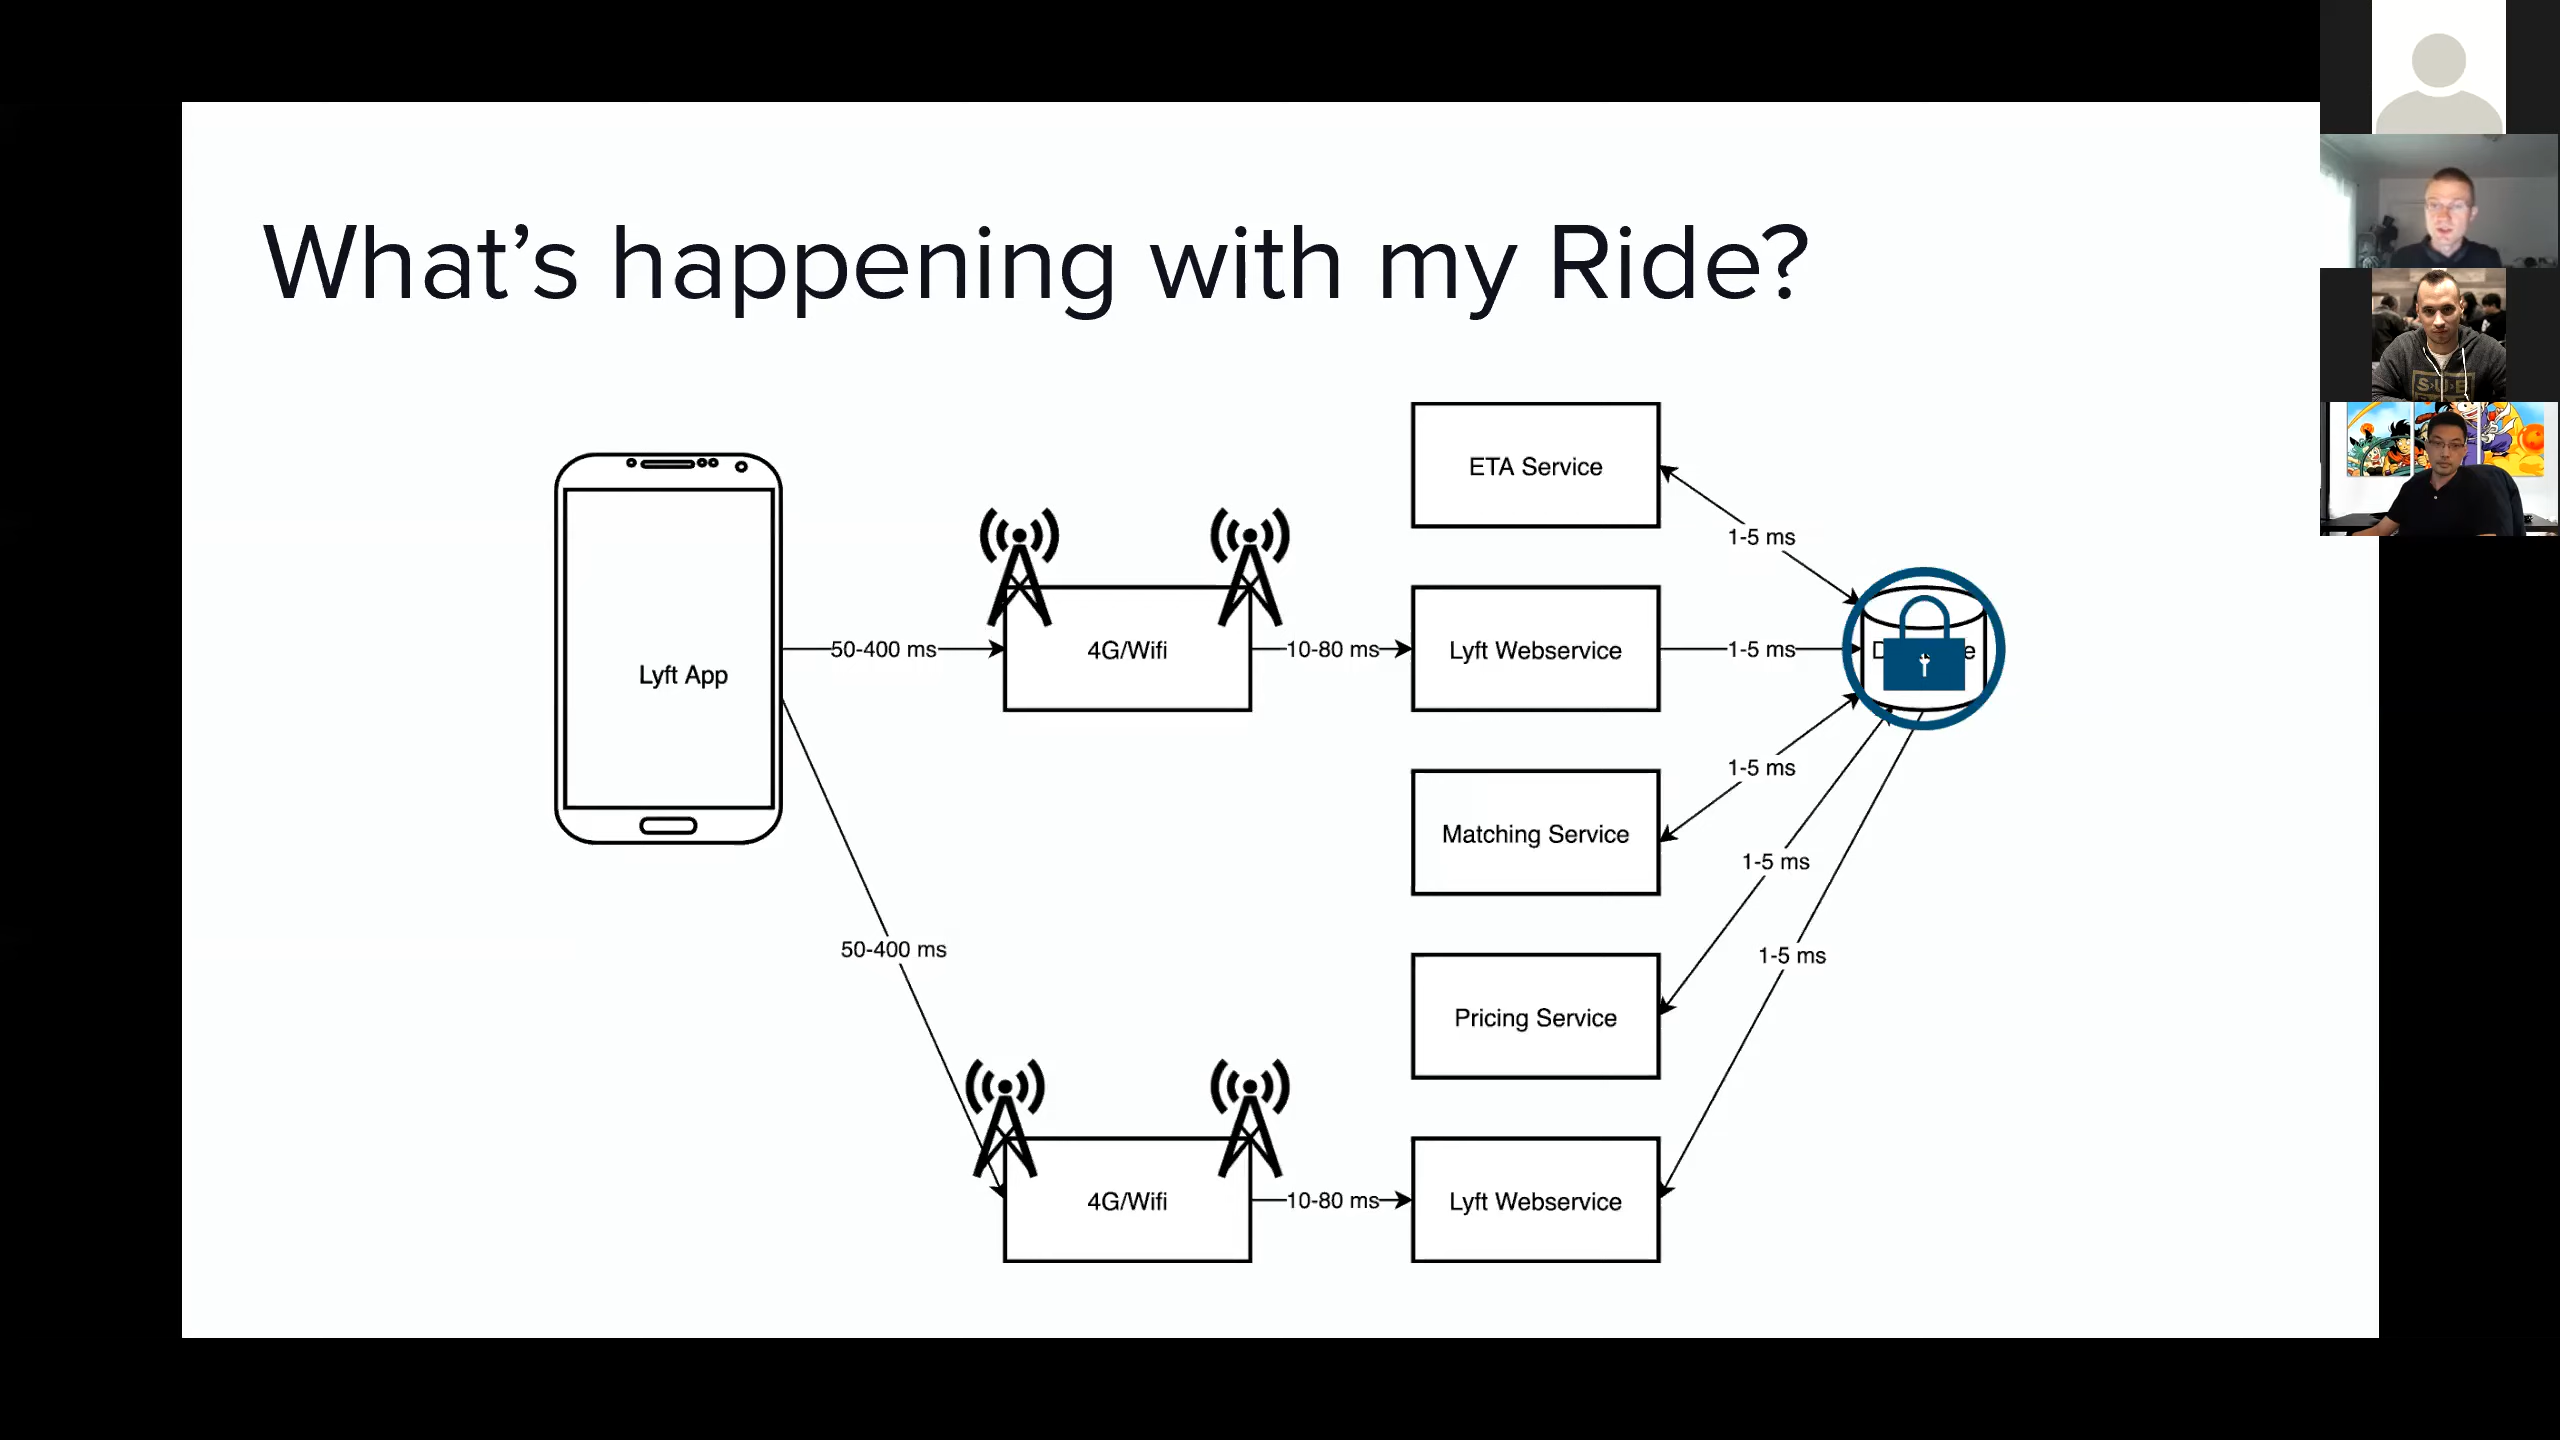 What’s happening with my Ride?
ETA Service
1-5 ms
Lyft App
50-400 ms
4G/Wifi
10-80 ms
Lyft Webservice
1-5 ms
1-5 ms
Matching Service
1-5 ms
50-400 ms
1-5 ms
Pricing Service
4G/Wifi
10-80 ms
Lyft Webservice